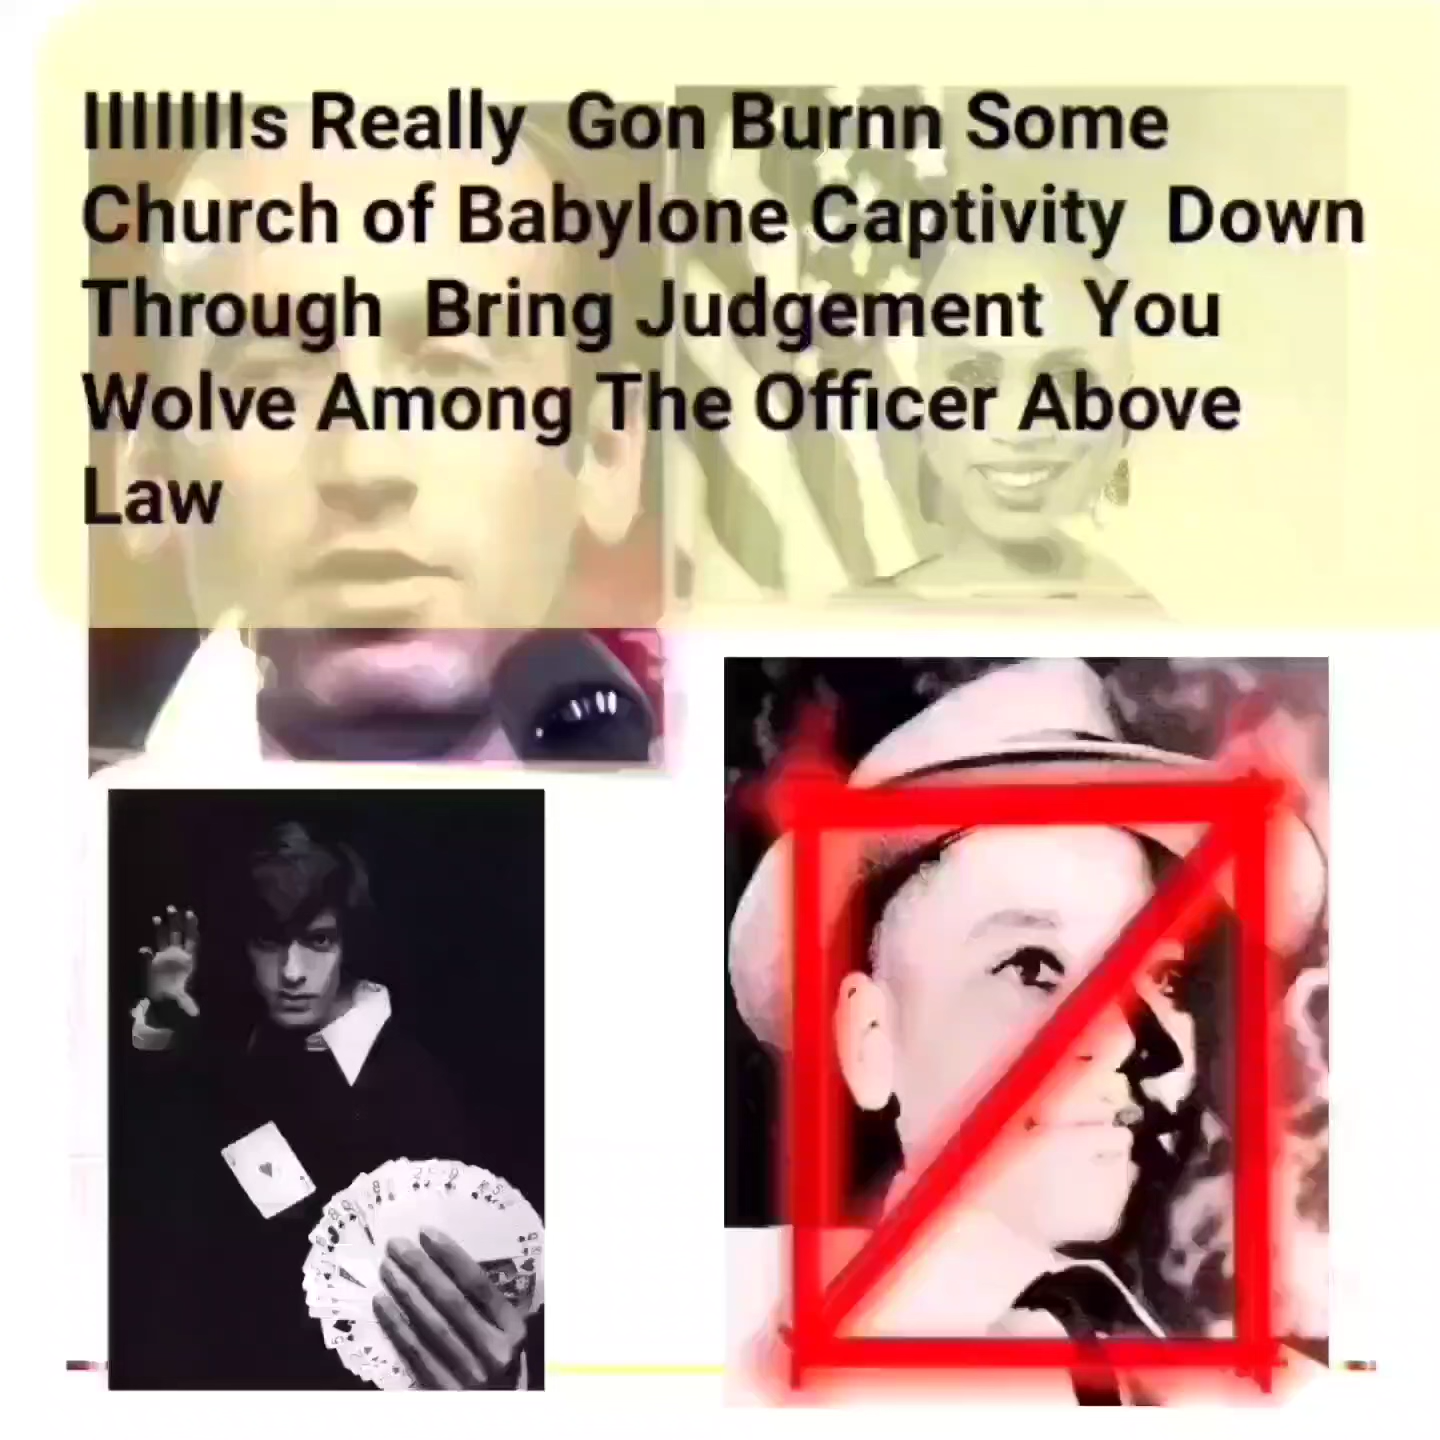 IIIIIIIs Really  Gon Burnn Some
Church of Babylone Captivity  Down
Through  Bring Judgement  You
Wolve Among The Officer Above
Law